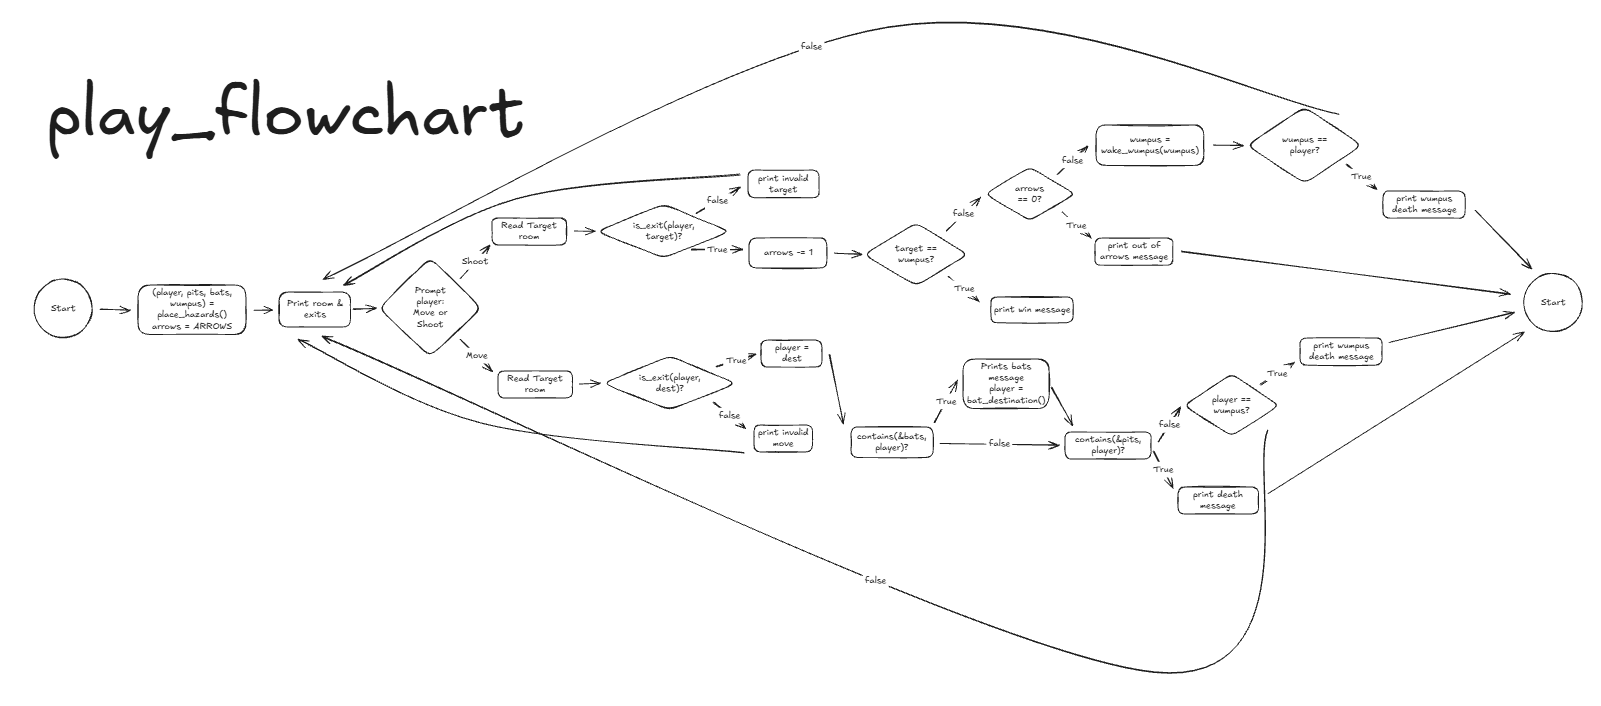 play_flowchart
Start
(player, pits, bats,
wumpus) =
place_hazards()
arrows = ARROWS
Print room &
exits
Prompt
player:
Move or
Shoot
Shoot
Read Target
room
is_exit(player,
target)?
false
print invalid
target
True
arrows -= 1
target ==
wumpus?
True
print win message
false
arrows
== 0?
True
print out of
arrows message
false
wumpus =
wake_wumpus(wumpus)
wumpus ==
player?
false
True
print wumpus
death message
Move
Read Target
room
is_exit(player,
dest)?
True
player =
dest
false
print invalid
move
contains(&bats,
player)?
True
Prints bats
message
player =
bat_destination()
false
contains(&pits,
player)?
True
print death
message
false
player ==
wumpus?
True
print wumpus
death message
false
Start